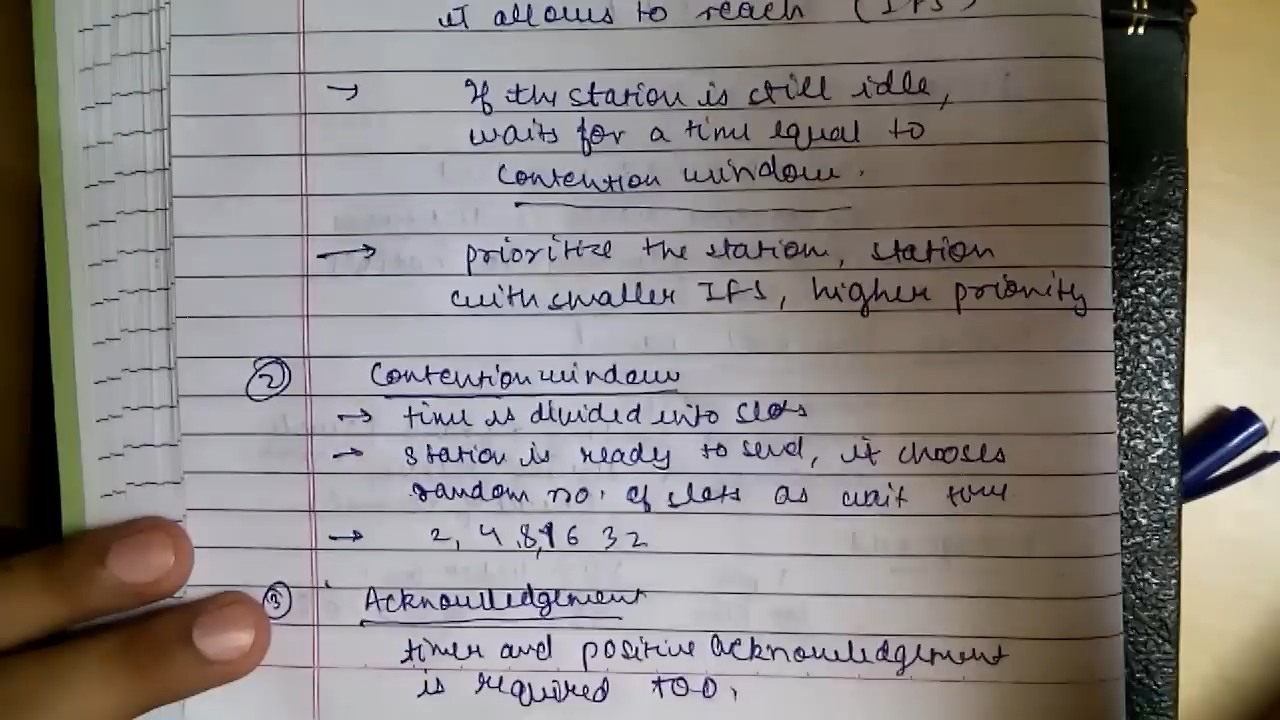 it allows to reach (IFS)
→ If the station is still idle,
waits for a time equal to
contention window.
→ prioritize the station, station
with smaller IFS, higher priority
② Contention window
→ time is divided into slots
→ station is ready to send, it chooses
random no. of slots as wait time
→ 2, 4, 8, 16 32
③ Acknowledgement
timer and positive acknowledgement
is required too.